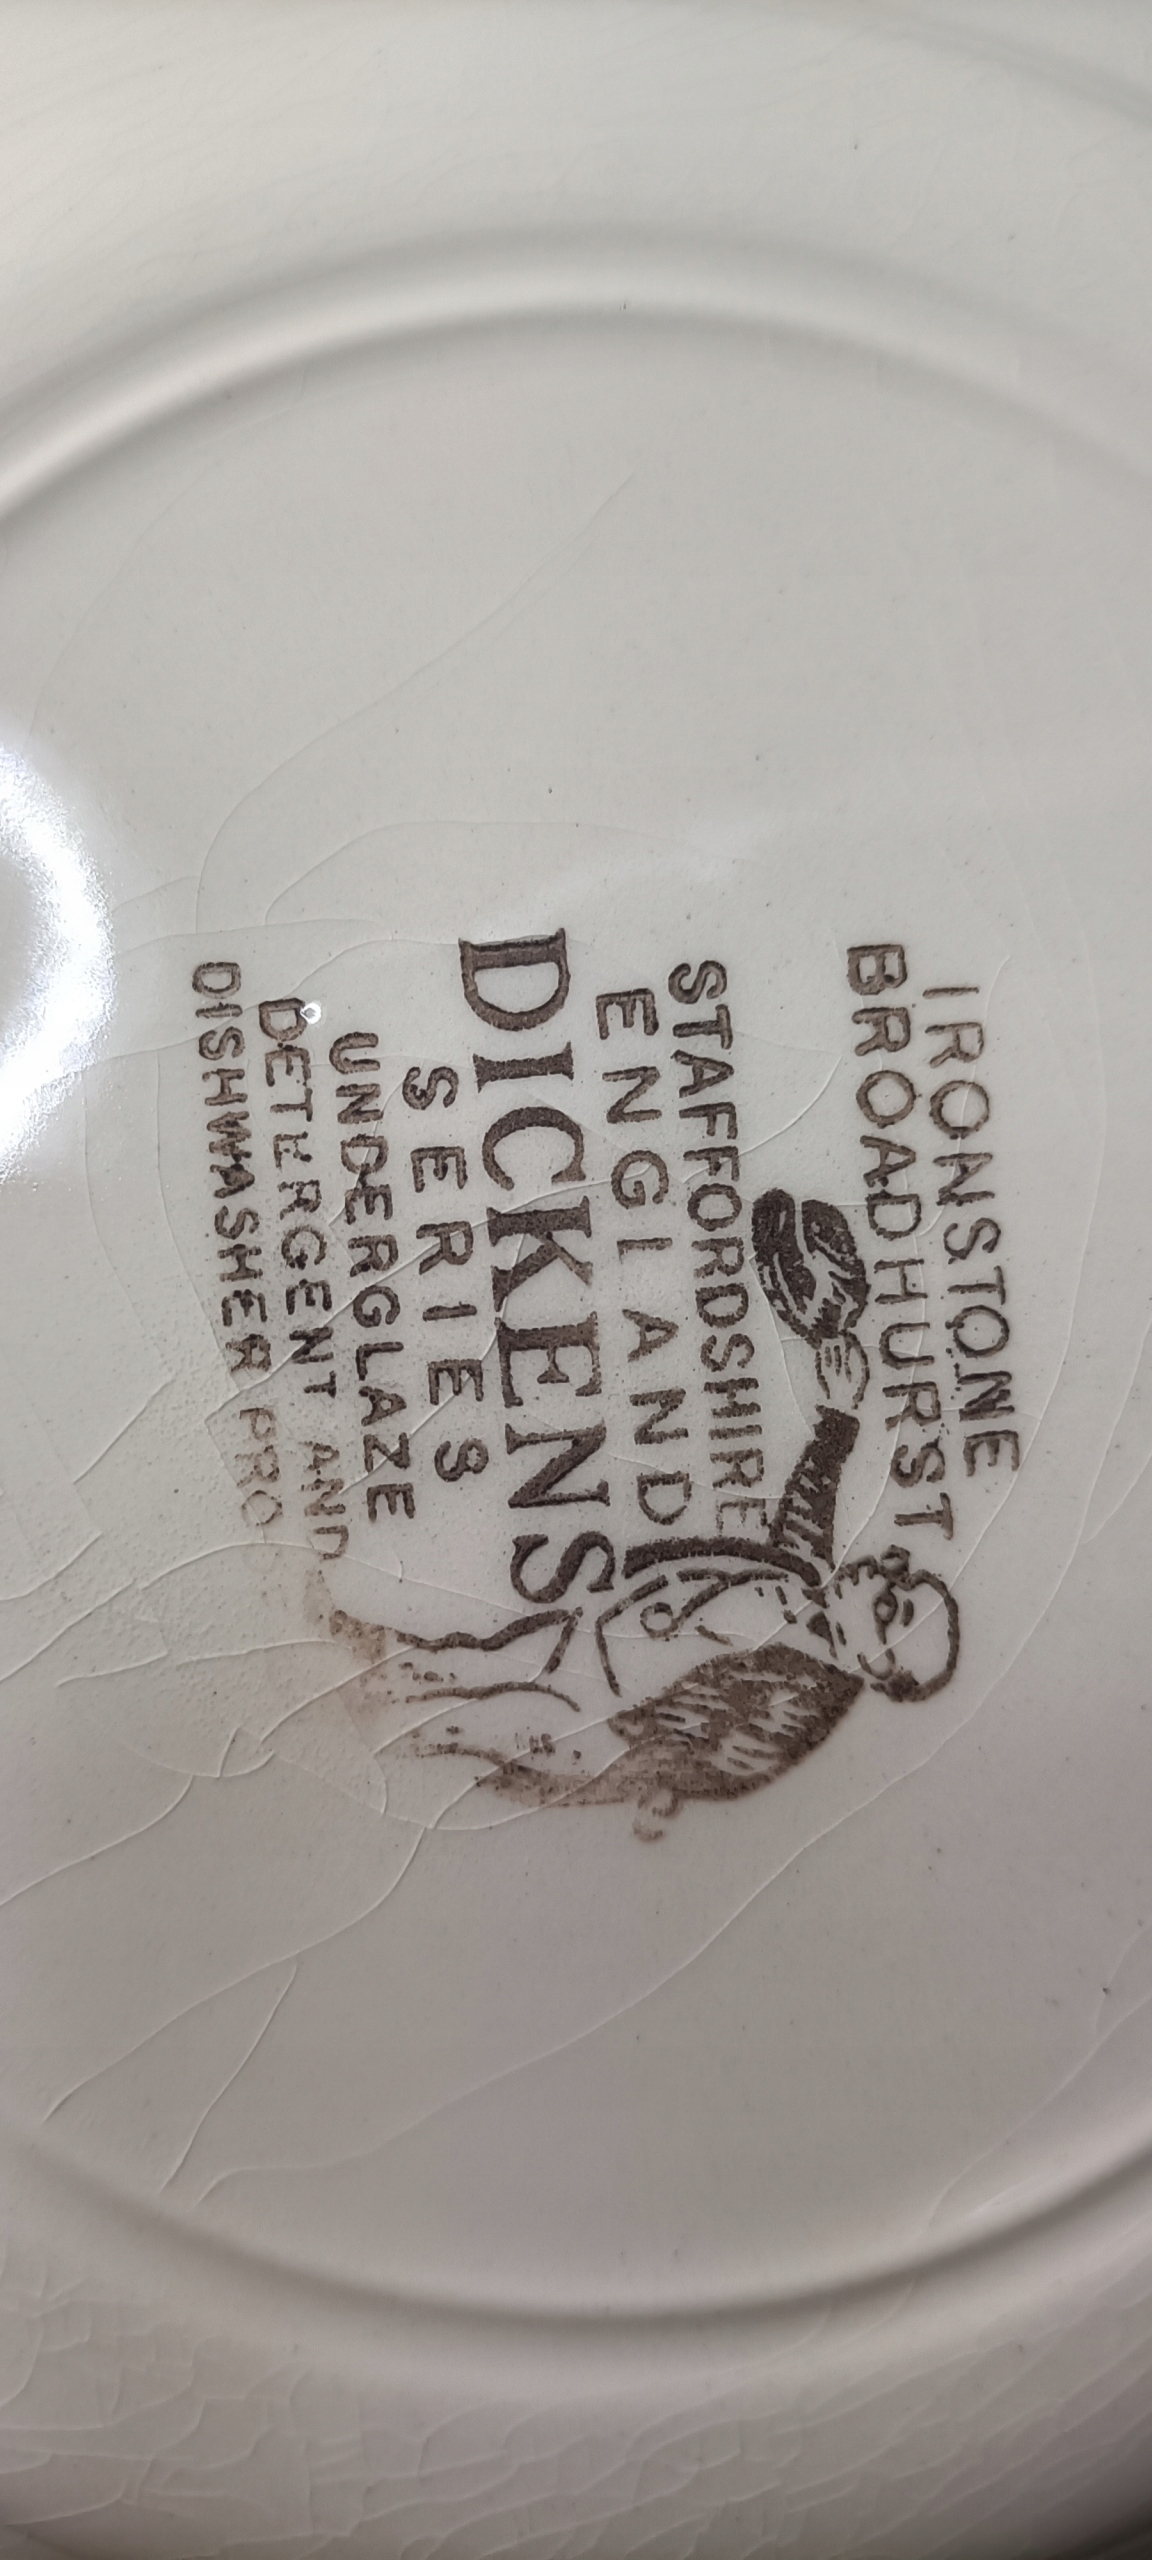 IRONSTONE
BROADHURST
STAFFORDSHIRE
ENGLAND
DICKENS
SERIES
UNDERGLAZE
DETERGENT AND
DISHWASHER PRO